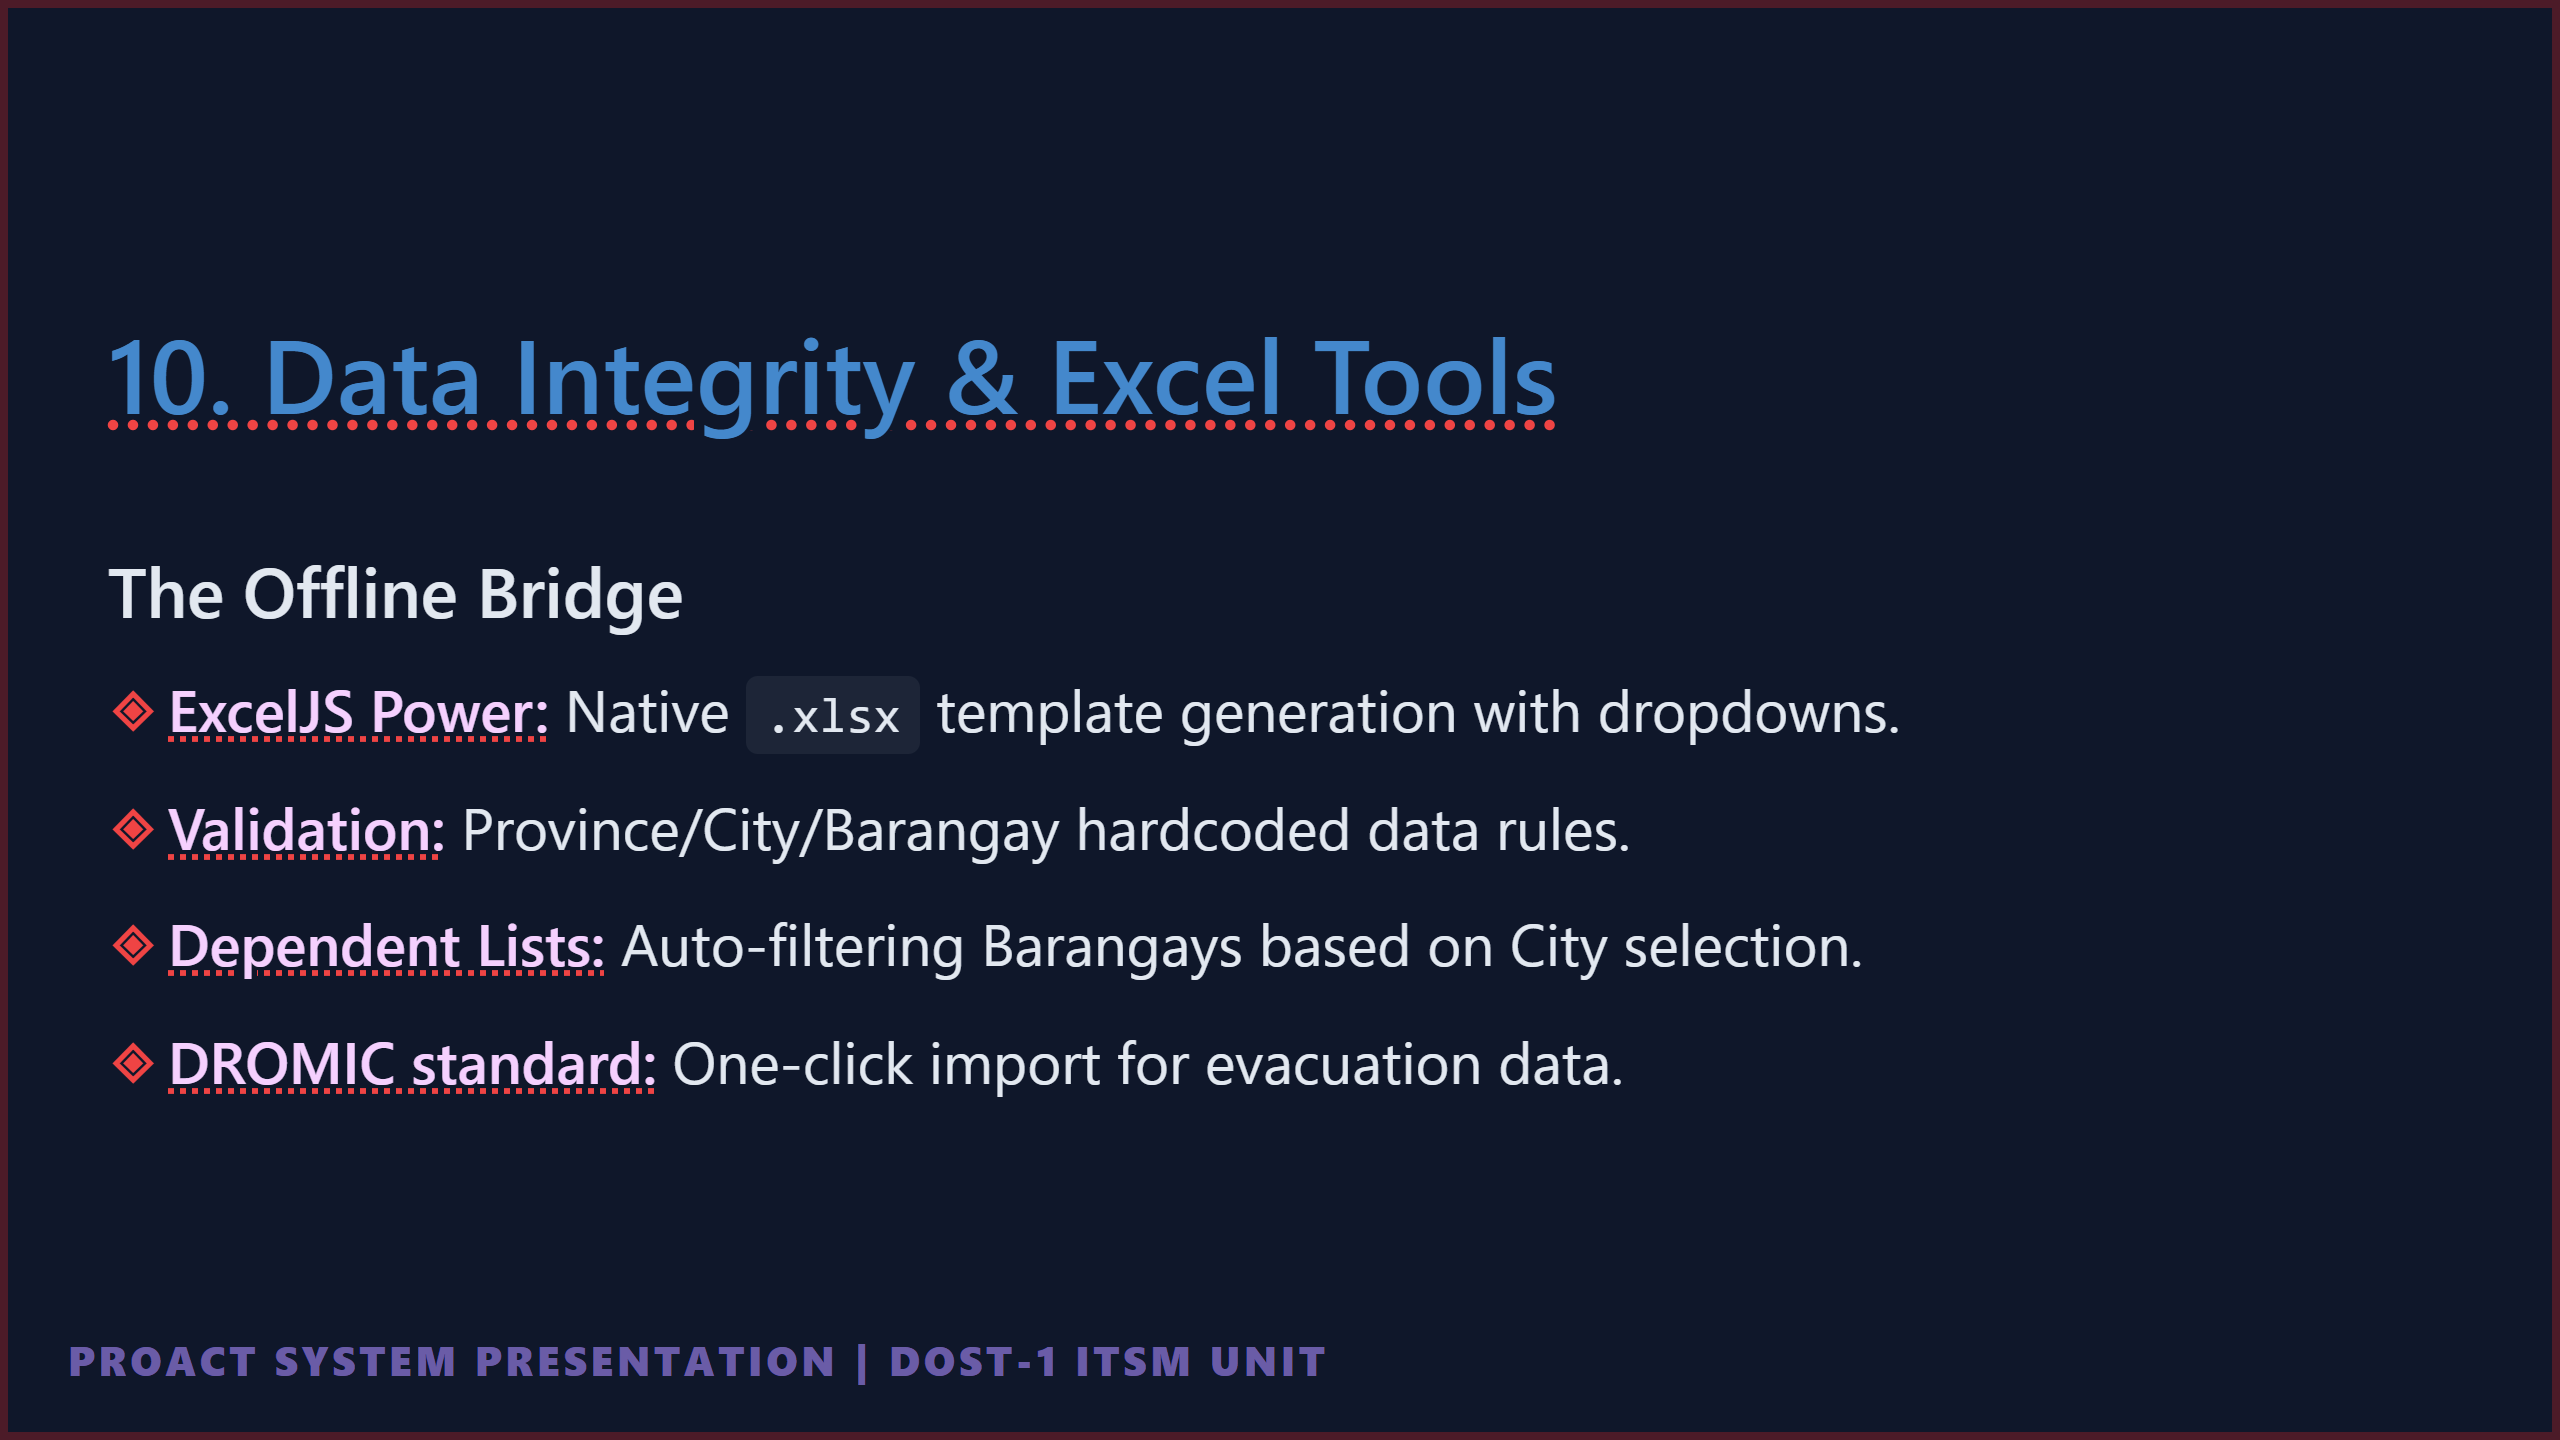 10. Data Integrity & Excel Tools
The Offline Bridge
ExcelJS Power: Native .xlsx template generation with dropdowns.
Validation: Province/City/Barangay hardcoded data rules.
Dependent Lists: Auto-filtering Barangays based on City selection.
DROMIC standard: One-click import for evacuation data.
PROACT SYSTEM PRESENTATION | DOST-1 ITSM UNIT